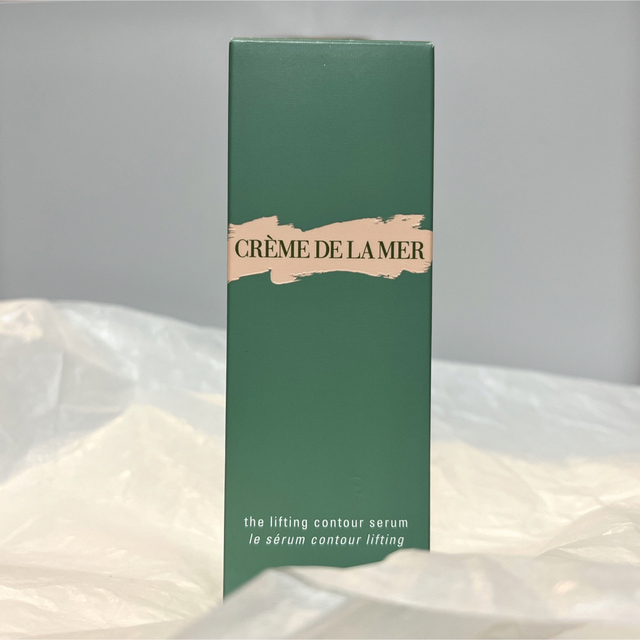 CRÈME DE LA MER
the lifting contour serum
le sérum contour lifting